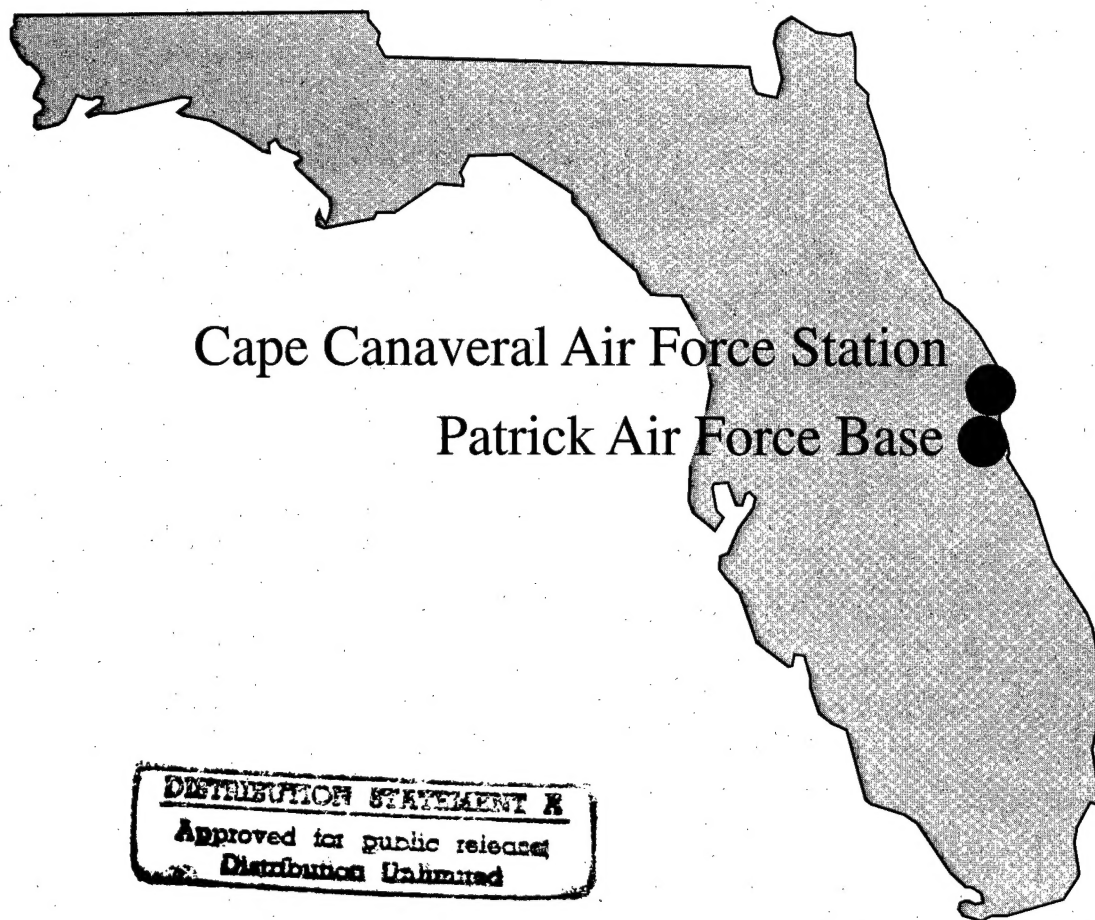 Cape Canaveral Air Force Station
Patrick Air Force Base
DISTRIBUTION STATEMENT A
Approved for public release;
Distribution Unlimited